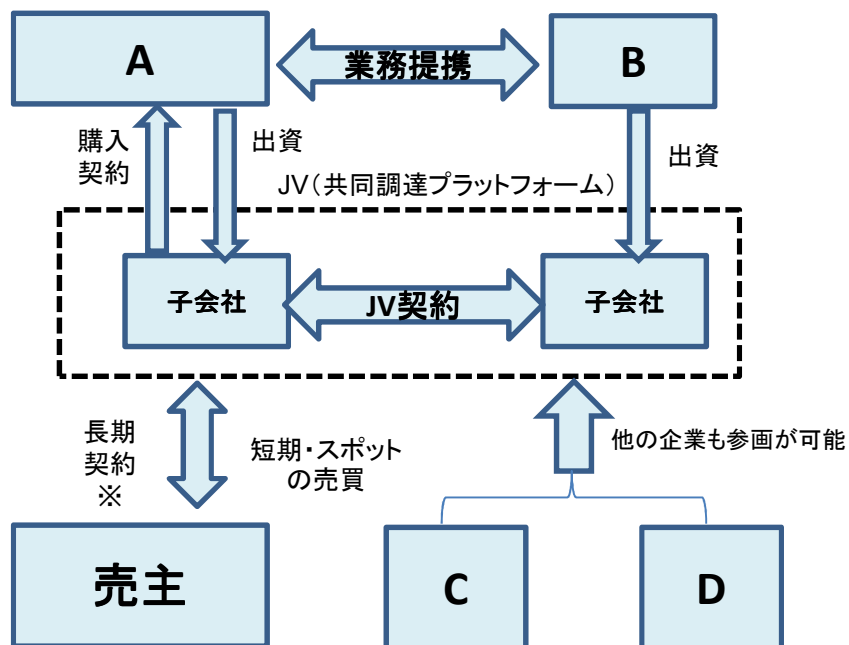 A
業務提携
B
購入
契約
出資
出資
JV（共同調達プラットフォーム）
子会社
JV契約
子会社
長期
契約
※
短期・スポット
の売買
他の企業も参画が可能
売主
C
D